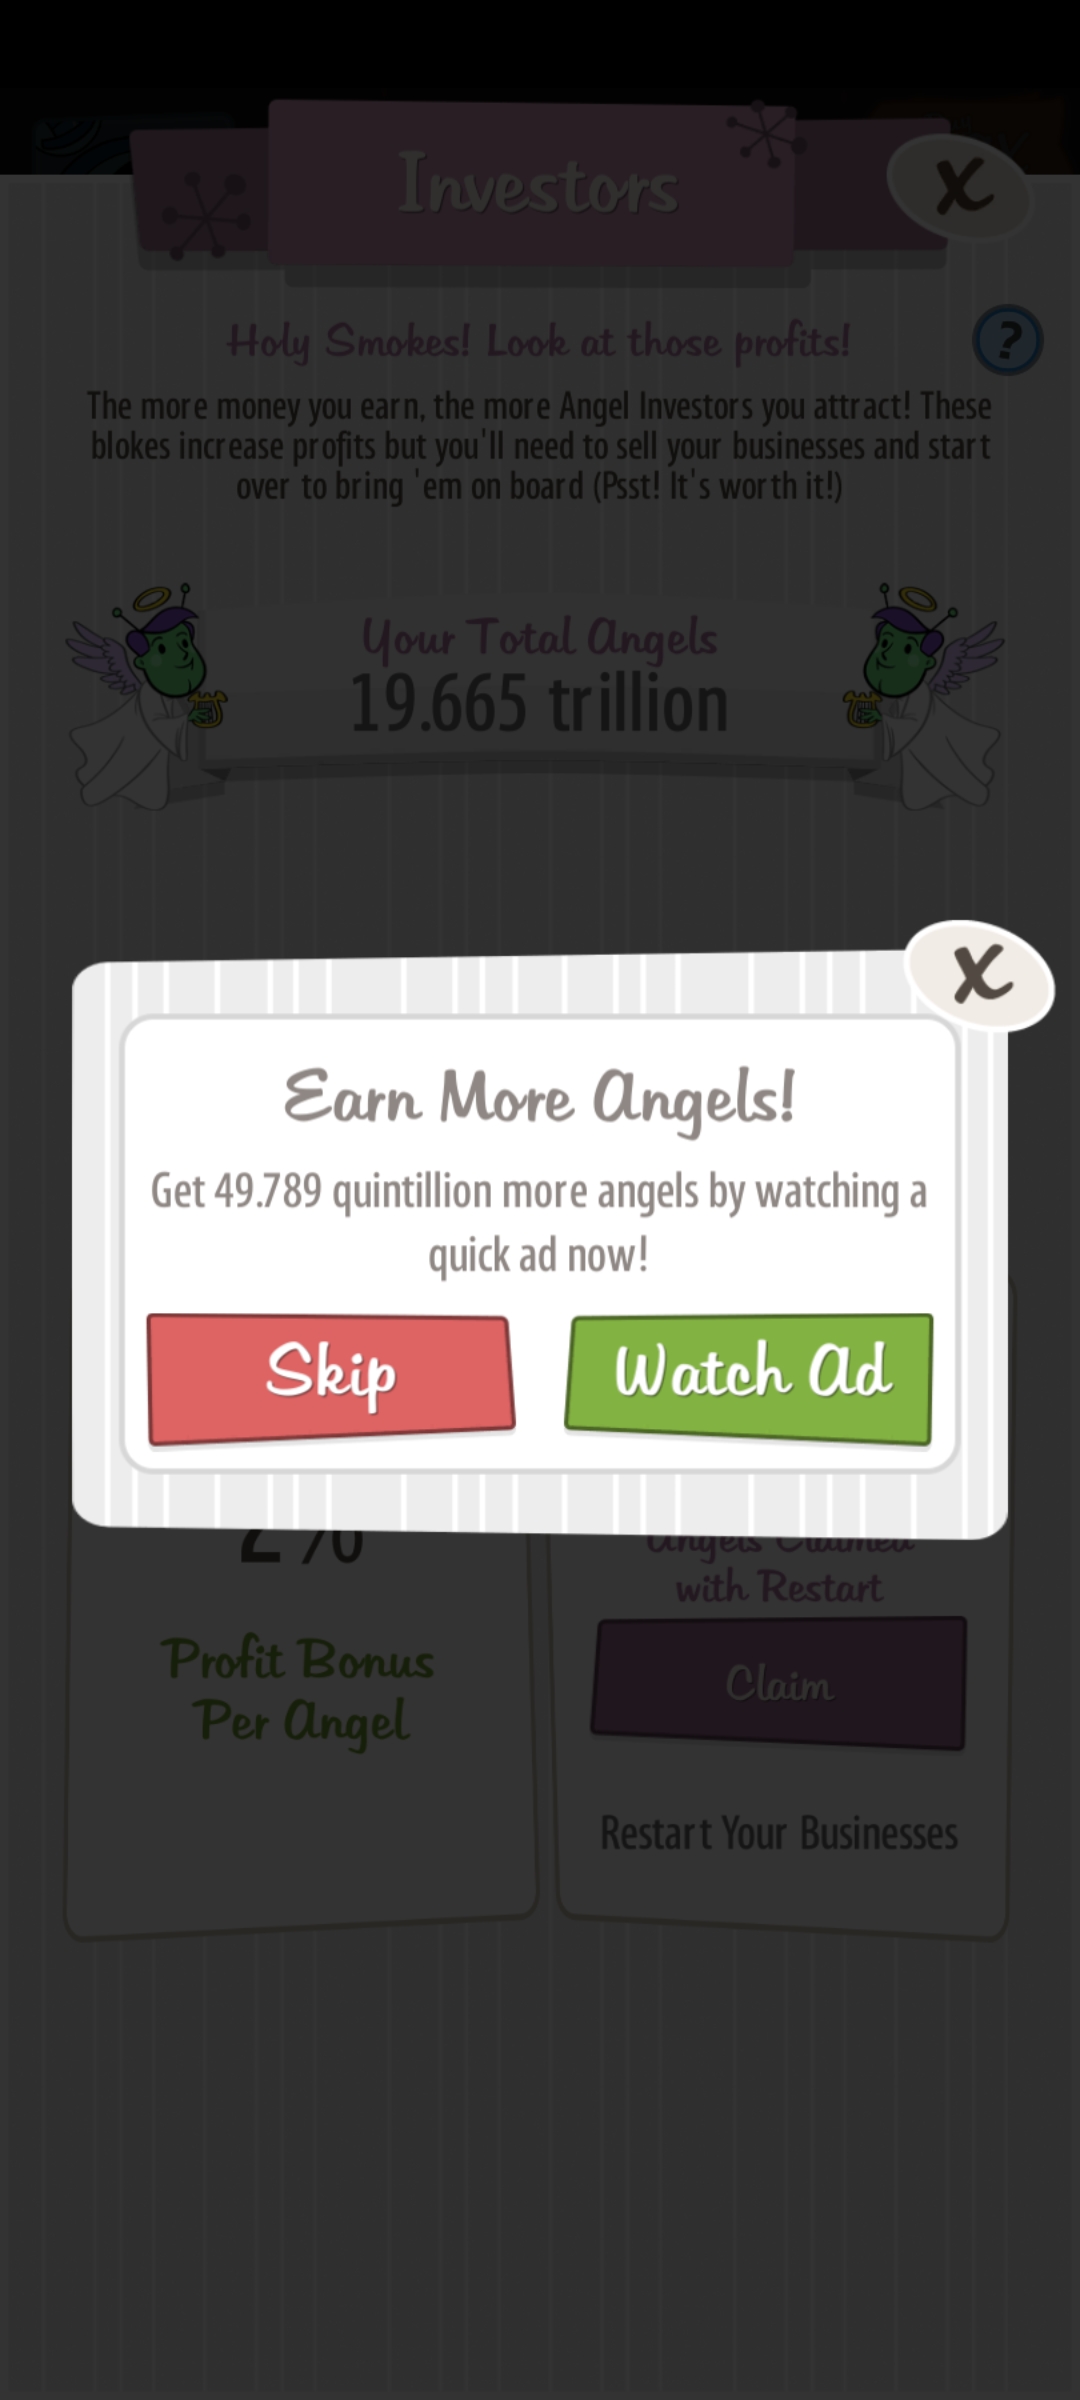 Investors
X
Holy Smokes! Look at those profits!
?
The more money you earn, the more Angel Investors you attract! These
blokes increase profits but you'll need to sell your businesses and start
over to bring 'em on board (Psst! It's worth it!)
Your Total Angels
19.665 trillion
X
Earn More Angels!
Get 49.789 quintillion more angels by watching a
quick ad now!
Skip
Watch Ad
2%
Angels Claimed
with Restart
Profit Bonus
Per Angel
Claim
Restart Your Businesses